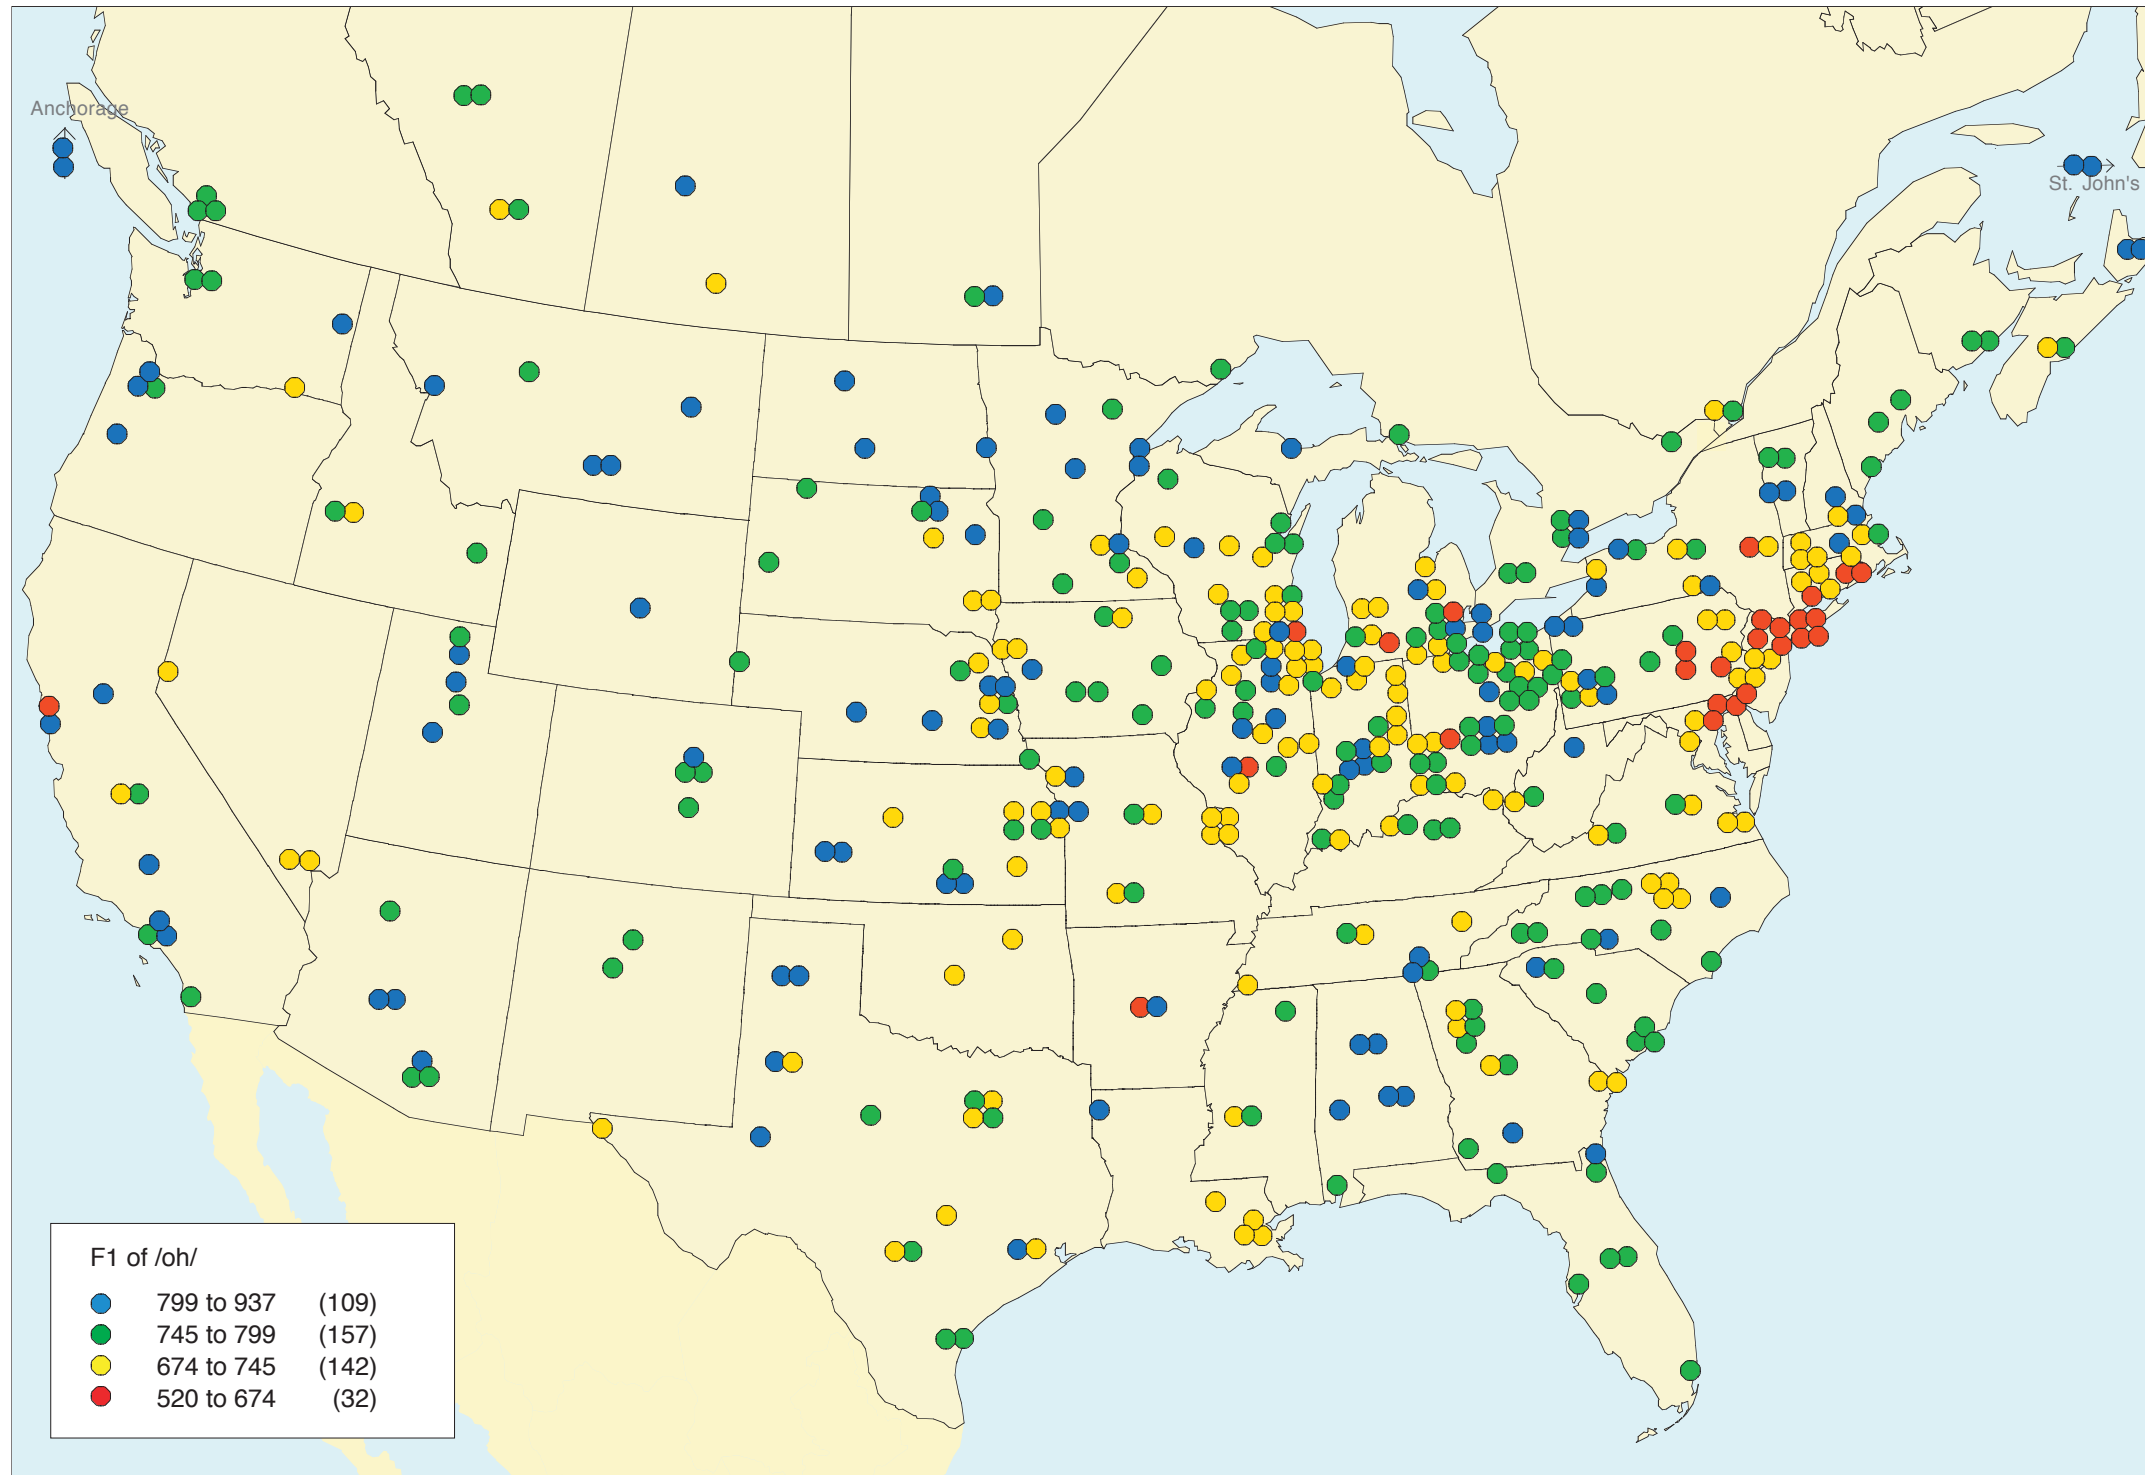 Anchorage
St. John's
F1 of /oh/
799 to 937 (109)
745 to 799 (157)
674 to 745 (142)
520 to 674 (32)